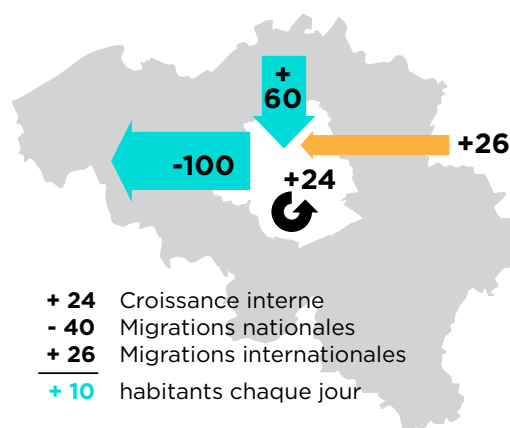 +
60
-100
+26
+24
+ 24 Croissance interne
- 40 Migrations nationales
+ 26 Migrations internationales
+ 10 habitants chaque jour